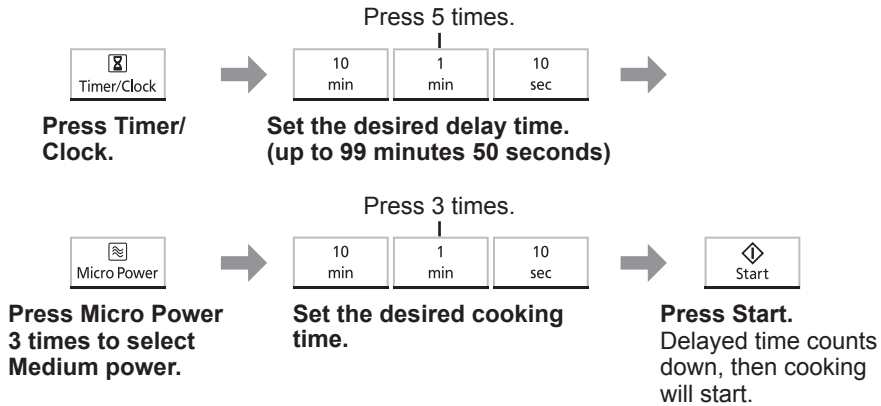 Press 5 times.
Timer/Clock
10
min
1
min
10
sec
Press Timer/
Clock.
Set the desired delay time.
(up to 99 minutes 50 seconds)
Press 3 times.
Micro Power
10
min
1
min
10
sec
Start
Press Micro Power
3 times to select
Medium power.
Set the desired cooking
time.
Press Start.
Delayed time counts
down, then cooking
will start.